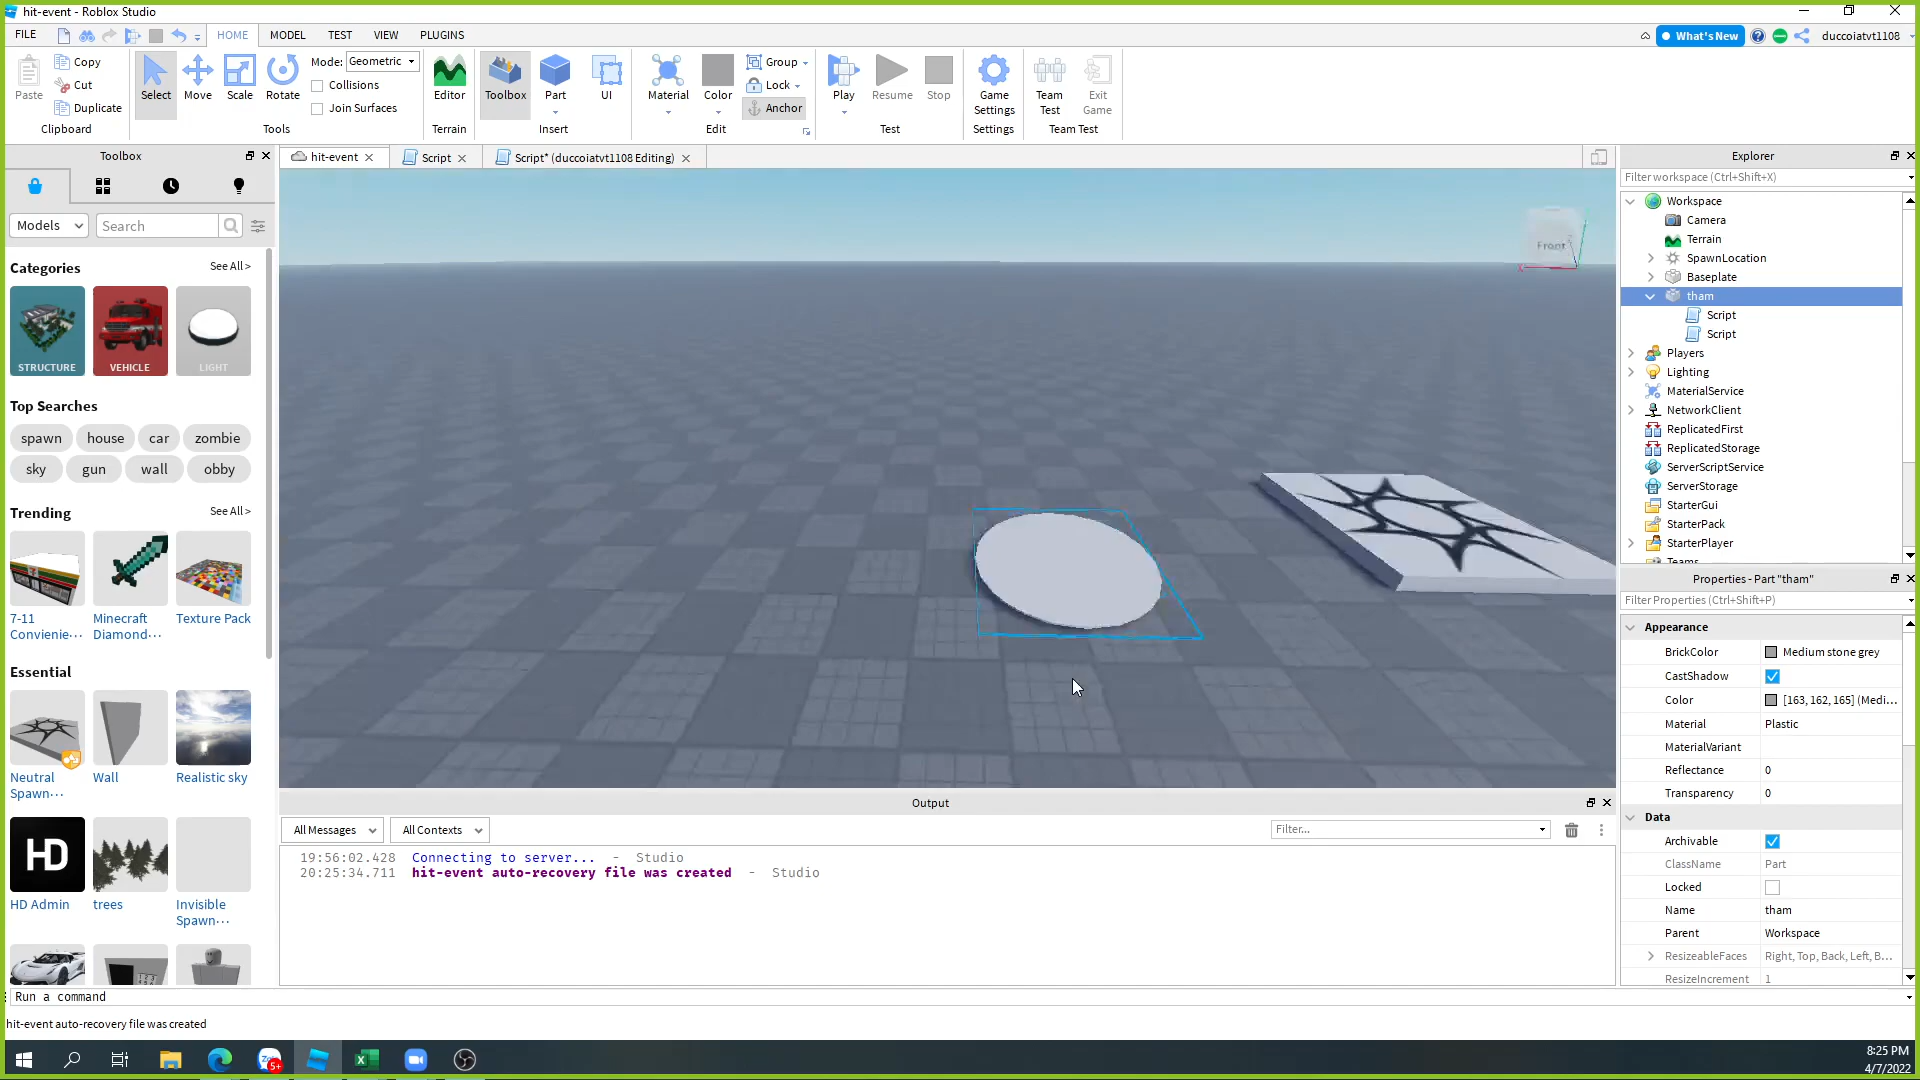 hit-event - Roblox Studio
FILE
HOME
MODEL
TEST
VIEW
PLUGINS
What's New
duccoiatvt1108
Paste
Copy
Cut
Duplicate
Clipboard
Select
Move
Scale
Rotate
Mode: Geometric
Collisions
Join Surfaces
Tools
Editor
Terrain
Toolbox
Part
UI
Insert
Material
Color
Group
Lock
Anchor
Edit
Play
Resume
Stop
Test
Game
Settings
Settings
Team
Test
Exit
Game
Team Test
Toolbox
hit-event
Script
Script* (duccoiatvt1108 Editing)
Models
Search
Categories
See All >
STRUCTURE
VEHICLE
LIGHT
Top Searches
spawn
house
car
zombie
sky
gun
wall
obby
Trending
See All >
7-11
Convienie...
Minecraft
Diamond...
Texture Pack
Essential
Neutral
Spawn...
Wall
Realistic sky
HD
HD Admin
trees
Invisible
Spawn...
Front
X
Explorer
Filter workspace (Ctrl+Shift+X)
Workspace
Camera
Terrain
SpawnLocation
Baseplate
tham
Script
Script
Players
Lighting
MaterialService
NetworkClient
ReplicatedFirst
ReplicatedStorage
ServerScriptService
ServerStorage
StarterGui
StarterPack
StarterPlayer
Teams
Properties - Part "tham"
Filter Properties (Ctrl+Shift+P)
Appearance
BrickColor Medium stone grey
CastShadow
Color [163, 162, 165] (Medi...
Material Plastic
MaterialVariant
Reflectance 0
Transparency 0
Data
Archivable
ClassName Part
Locked
Name tham
Parent Workspace
ResizeableFaces Right, Top, Back, Left, B...
ResizeIncrement 1
Output
All Messages
All Contexts
Filter...
19:56:02.428 Connecting to server... - Studio
20:25:34.711 hit-event auto-recovery file was created - Studio
Run a command
hit-event auto-recovery file was created
5+
8:25 PM
4/7/2022